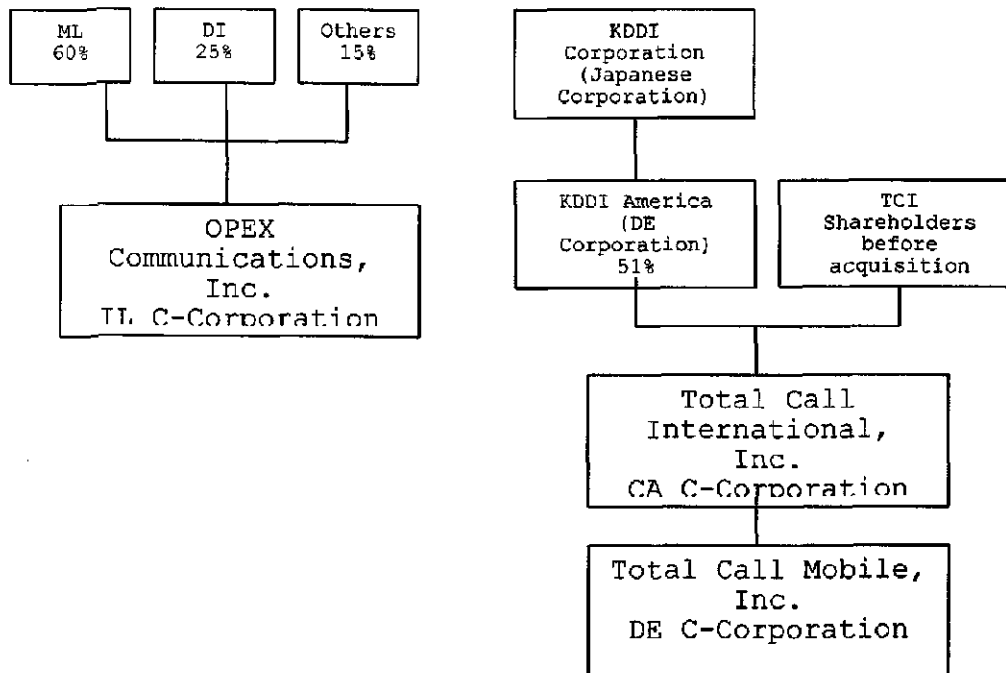 ML
60%
DI
25%
Others
15%
OPEX
Communications,
Inc.
IL C-Corporation
KDDI
Corporation
(Japanese
Corporation)
KDDI America
(DE
Corporation)
51%
TCI
Shareholders
before
acquisition
Total Call
International,
Inc.
CA C-Corporation
Total Call Mobile,
Inc.
DE C-Corporation